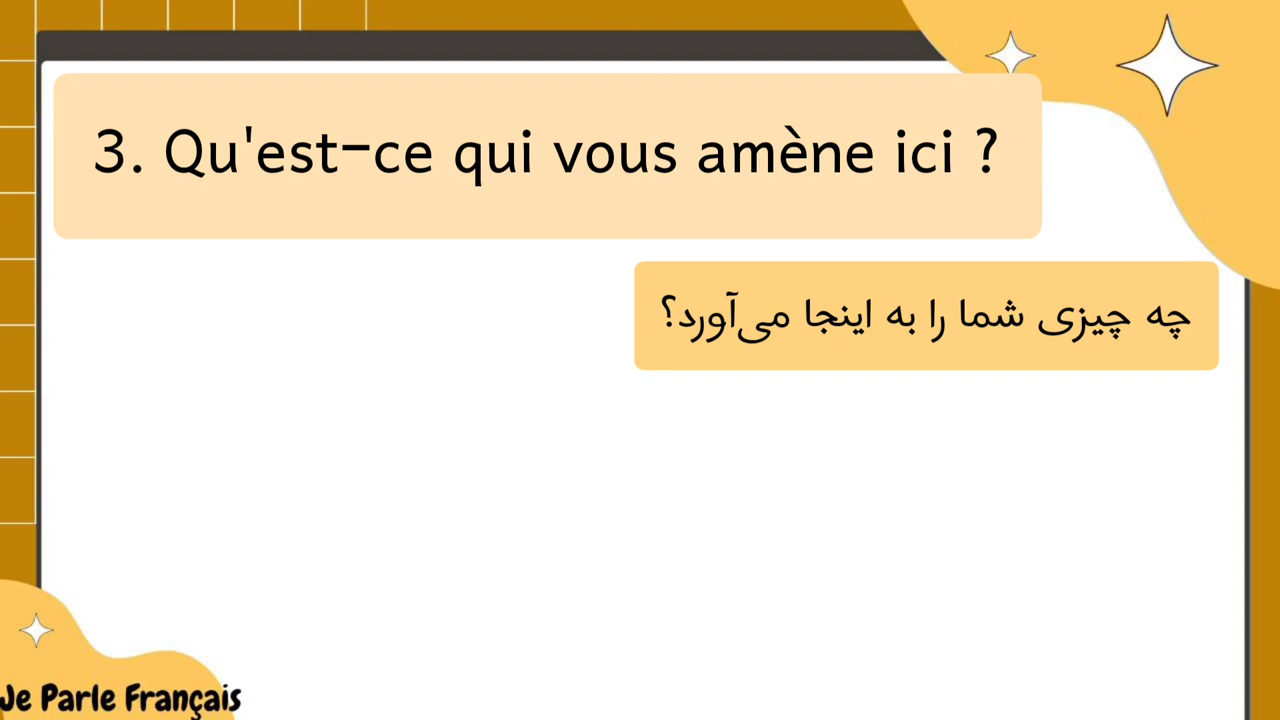 3. Qu'est-ce qui vous amène ici ?
چه چیزی شما را به اینجا می‌آورد؟
Je Parle Français